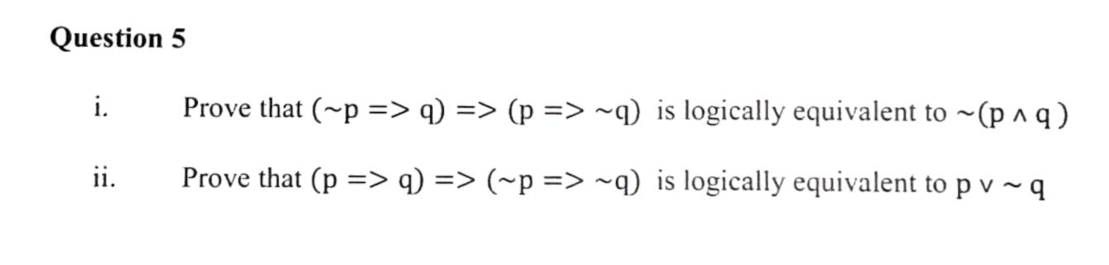 Question 5
i. Prove that (~p => q) => (p => ~q) is logically equivalent to ~(p ∧ q)
ii. Prove that (p => q) => (~p => ~q) is logically equivalent to p ∨ ~ q